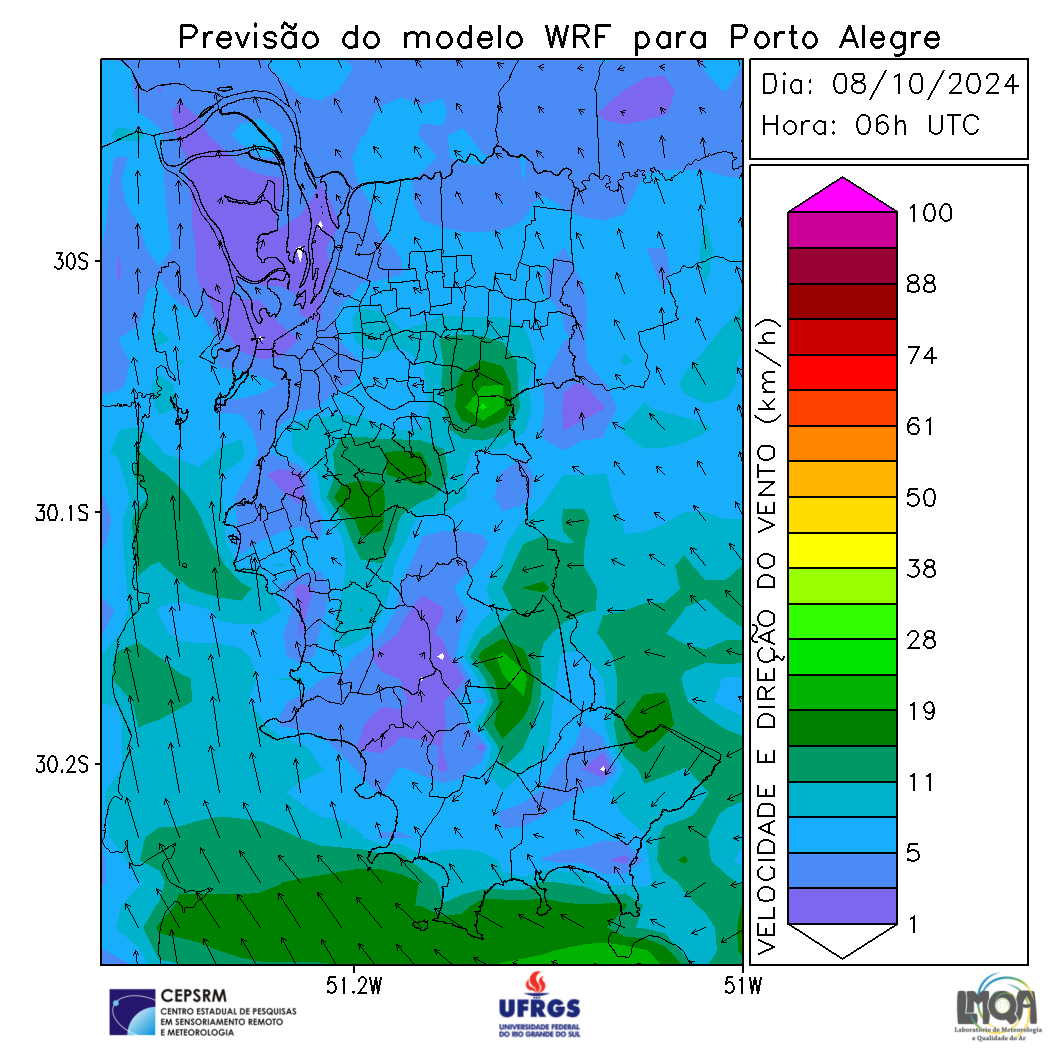 Previsão do modelo WRF para Porto Alegre
Dia: 08/10/2024
Hora: 06h UTC
VELOCIDADE E DIREÇÃO DO VENTO (km/h)
100
88
74
61
50
38
28
19
11
5
1
30S
30.1S
30.2S
51.2W
51W
CEPSRM
CENTRO ESTADUAL DE PESQUISAS
EM SENSORIAMENTO REMOTO
E METEOROLOGIA
UFRGS
UNIVERSIDADE FEDERAL
DO RIO GRANDE DO SUL
LMQA
Laboratório de Meteorologia
e Qualidade do Ar